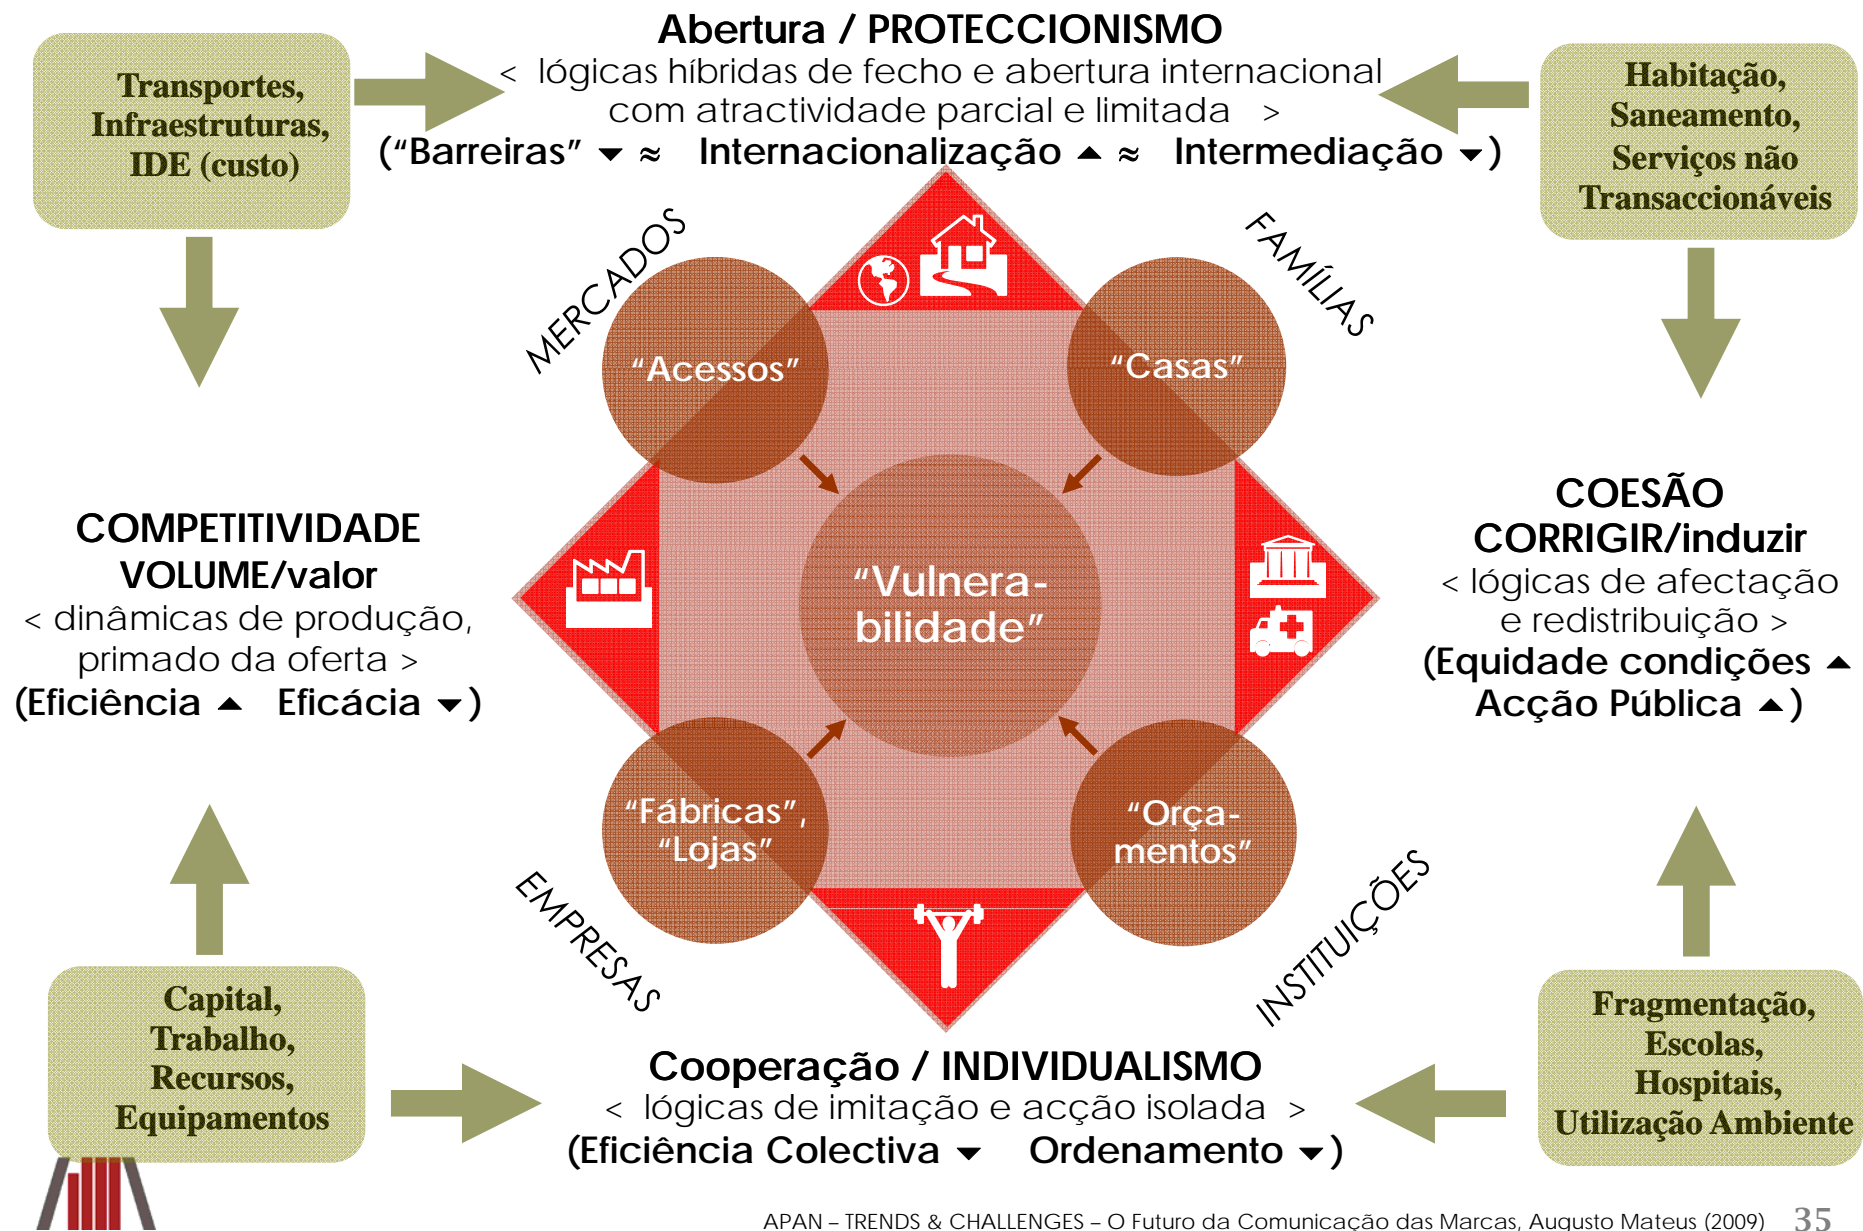 Abertura / PROTECCIONISMO
< lógicas híbridas de fecho e abertura internacional
com atractividade parcial e limitada >
("Barreiras" ▼ ≈ Internacionalização ▲ ≈ Intermediação ▼)
Transportes,
Infraestruturas,
IDE (custo)
Habitação,
Saneamento,
Serviços não
Transaccionáveis
MERCADOS
FAMÍLIAS
"Acessos"
"Casas"
COMPETITIVIDADE
VOLUME/valor
< dinâmicas de produção,
primado da oferta >
(Eficiência ▲ Eficácia ▼)
"Vulnera-
bilidade"
COESÃO
CORRIGIR/induzir
< lógicas de afectação
e redistribuição >
(Equidade condições ▲
Acção Pública ▲)
"Fábricas",
"Lojas"
"Orça-
mentos"
EMPRESAS
INSTITUIÇÕES
Capital,
Trabalho,
Recursos,
Equipamentos
Fragmentação,
Escolas,
Hospitais,
Utilização Ambiente
Cooperação / INDIVIDUALISMO
< lógicas de imitação e acção isolada >
(Eficiência Colectiva ▼ Ordenamento ▼)
APAN – TRENDS & CHALLENGES – O Futuro da Comunicação das Marcas, Augusto Mateus (2009) 35